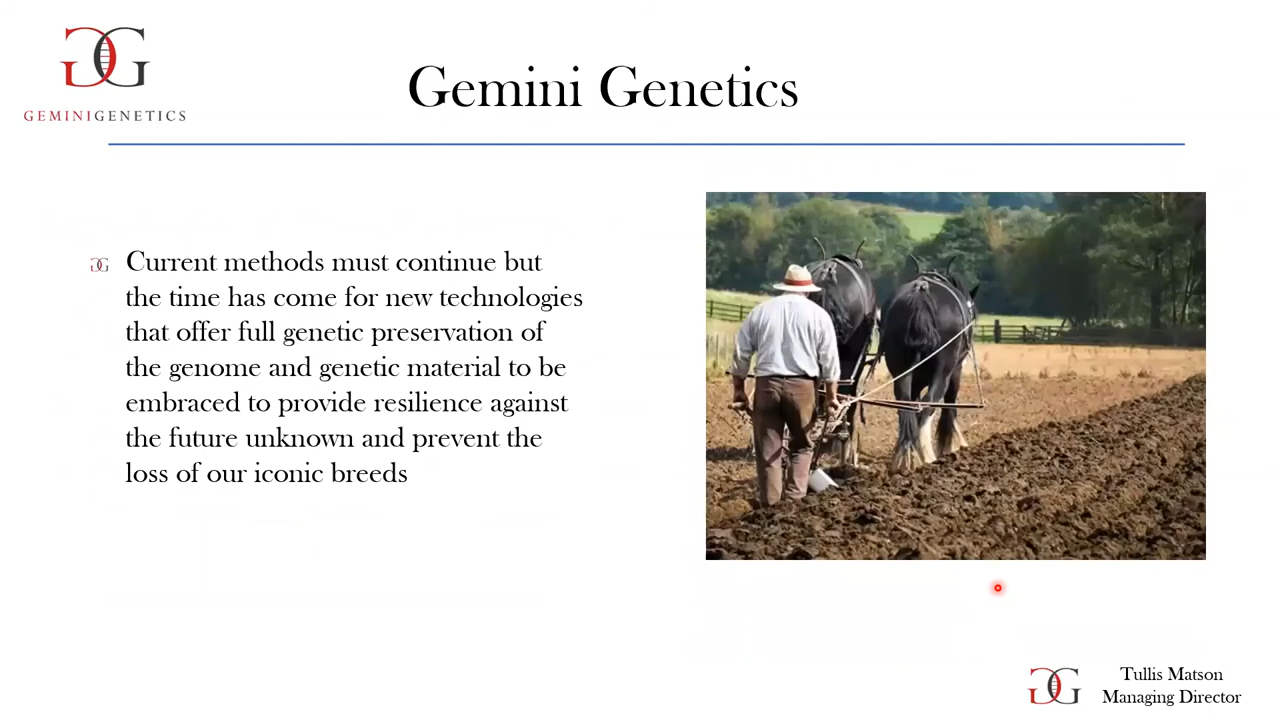 GEMINIGENETICS
Gemini Genetics
Current methods must continue but
the time has come for new technologies
that offer full genetic preservation of
the genome and genetic material to be
embraced to provide resilience against
the future unknown and prevent the
loss of our iconic breeds
Tullis Matson
Managing Director